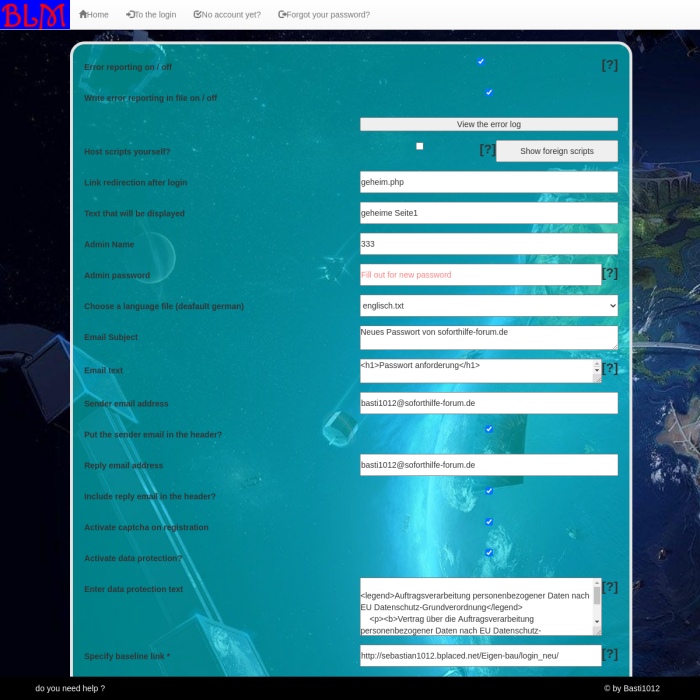 BLM
Home
To the login
No account yet?
Forgot your password?
Error reporting on / off
[?]
Write error reporting in file on / off
View the error log
Host scripts yourself?
[?]
Show foreign scripts
Link redirection after login
geheim.php
Text that will be displayed
geheime Seite1
Admin Name
333
Admin password
Fill out for new password
[?]
Choose a language file (deafault german)
englisch.txt
Email Subject
Neues Passwort von soforthilfe-forum.de
Email text
<h1>Passwort anforderung</h1>
[?]
Sender email address
basti1012@soforthilfe-forum.de
Put the sender email in the header?
Reply email address
basti1012@soforthilfe-forum.de
Include reply email in the header?
Activate captcha on registration
Activate data protection?
Enter data protection text
<legend>Auftragsverarbeitung personenbezogener Daten nach
EU Datenschutz-Grundverordnung</legend>
<p><b>Vertrag über die Auftragsverarbeitung
personenbezogener Daten nach EU Datenschutz-
[?]
Specify baseline link *
http://sebastian1012.bplaced.net/Eigen-bau/login_neu/
[?]
do you need help ?
© by Basti1012